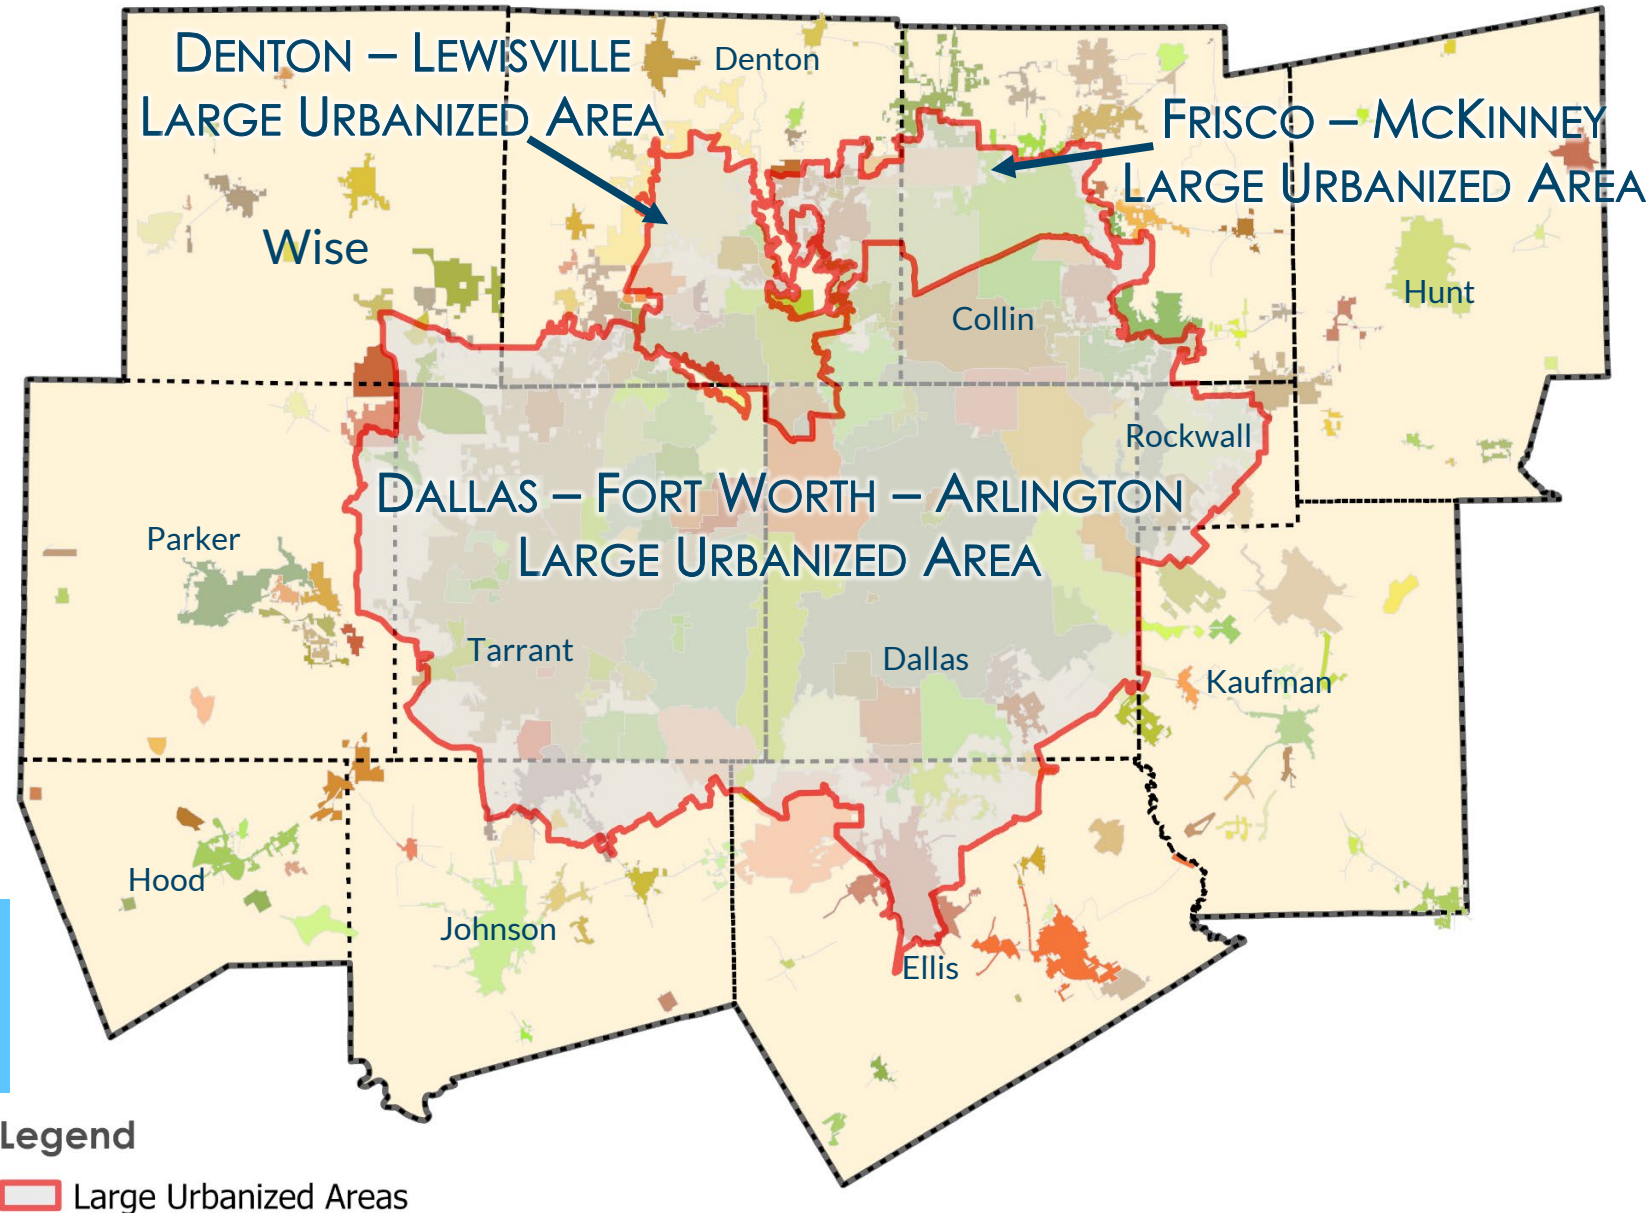 DENTON – LEWISVILLE
LARGE URBANIZED AREA
Denton
FRISCO – MCKINNEY
LARGE URBANIZED AREA
Wise
Hunt
Collin
Rockwall
DALLAS – FORT WORTH – ARLINGTON
LARGE URBANIZED AREA
Parker
Tarrant
Dallas
Kaufman
Hood
Johnson
Ellis
Legend
Large Urbanized Areas